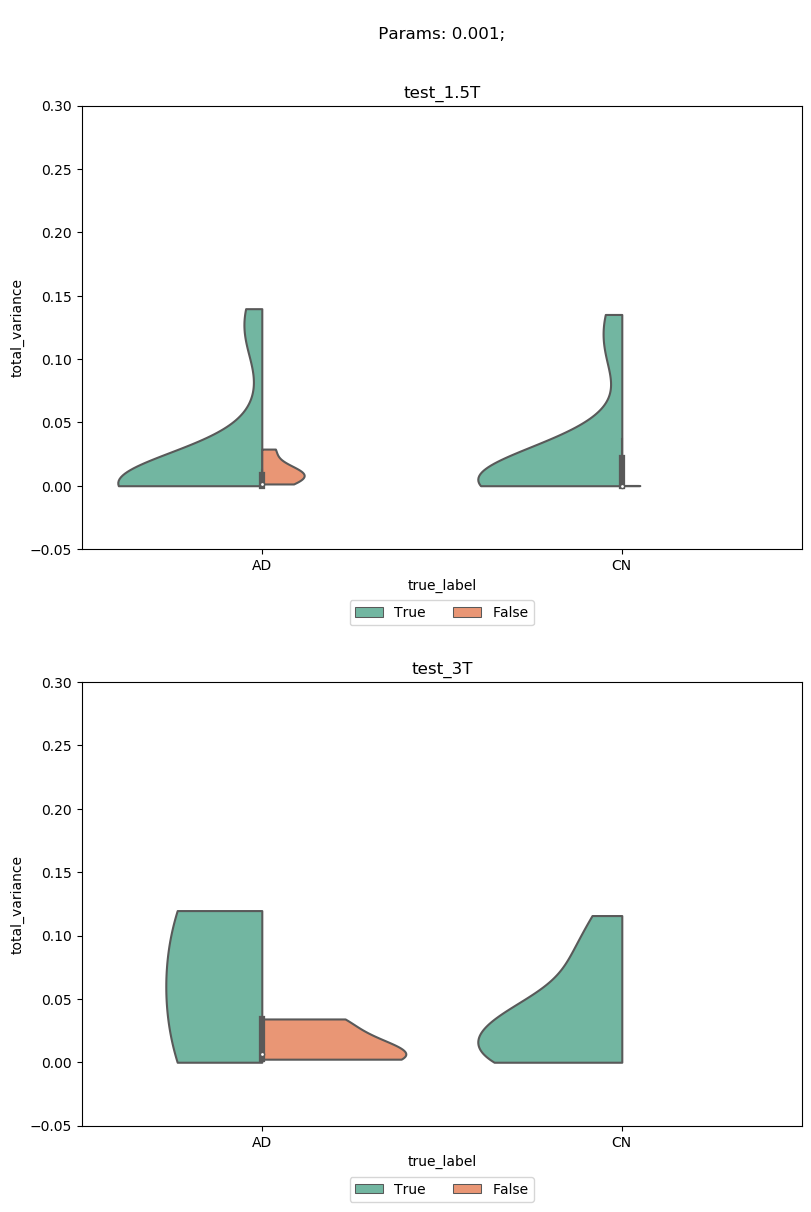 Params: 0.001;
test_1.5T
0.30
0.25
0.20
0.15
0.10
0.05
0.00
−0.05
total_variance
AD CN
true_label
True False
test_3T
0.30
0.25
0.20
0.15
0.10
0.05
0.00
−0.05
total_variance
AD CN
true_label
True False